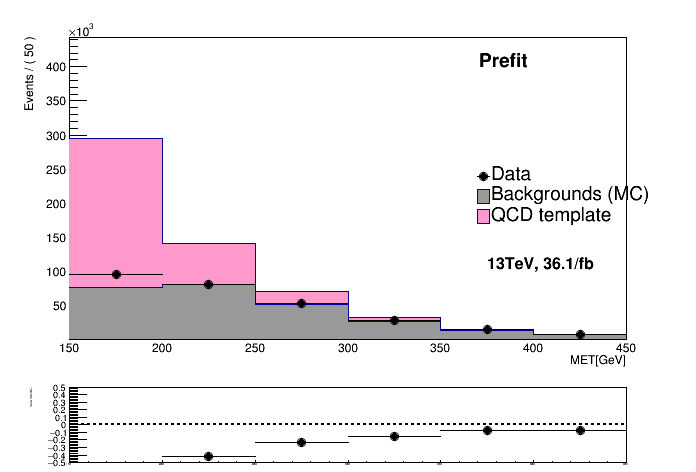 ×10³
Events / ( 50 )
400
350
300
250
200
150
100
50
Prefit
Data
Backgrounds (MC)
QCD template
13TeV, 36.1/fb
150 200 250 300 350 400 450
MET[GeV]
0.5
0.4
0.3
0.2
0.1
0
−0.1
−0.2
−0.3
−0.4
−0.5